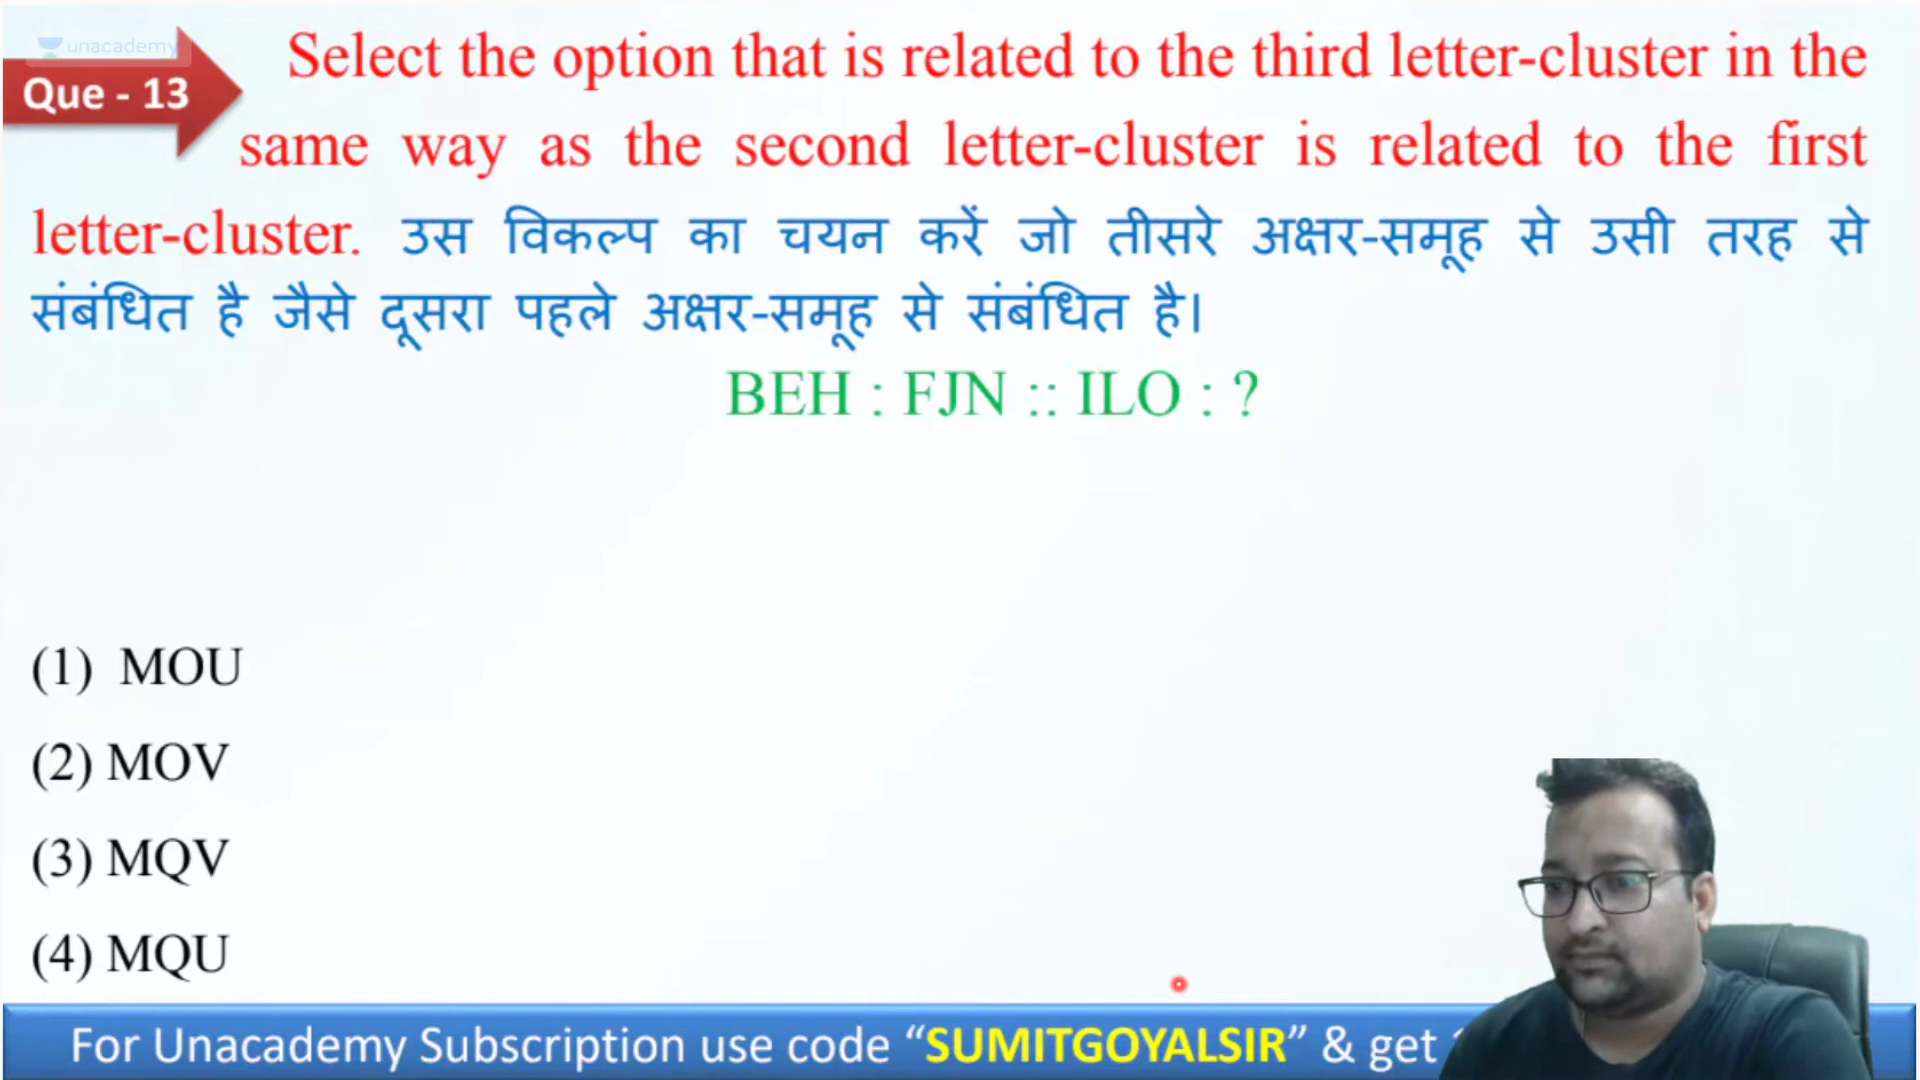 unacademy
Que - 13
Select the option that is related to the third letter-cluster in the
same way as the second letter-cluster is related to the first
letter-cluster. उस विकल्प का चयन करें जो तीसरे अक्षर-समूह से उसी तरह से
संबंधित है जैसे दूसरा पहले अक्षर-समूह से संबंधित है।
BEH : FJN :: ILO : ?
(1) MOU
(2) MOV
(3) MQV
(4) MQU
For Unacademy Subscription use code “SUMITGOYALSIR” & get